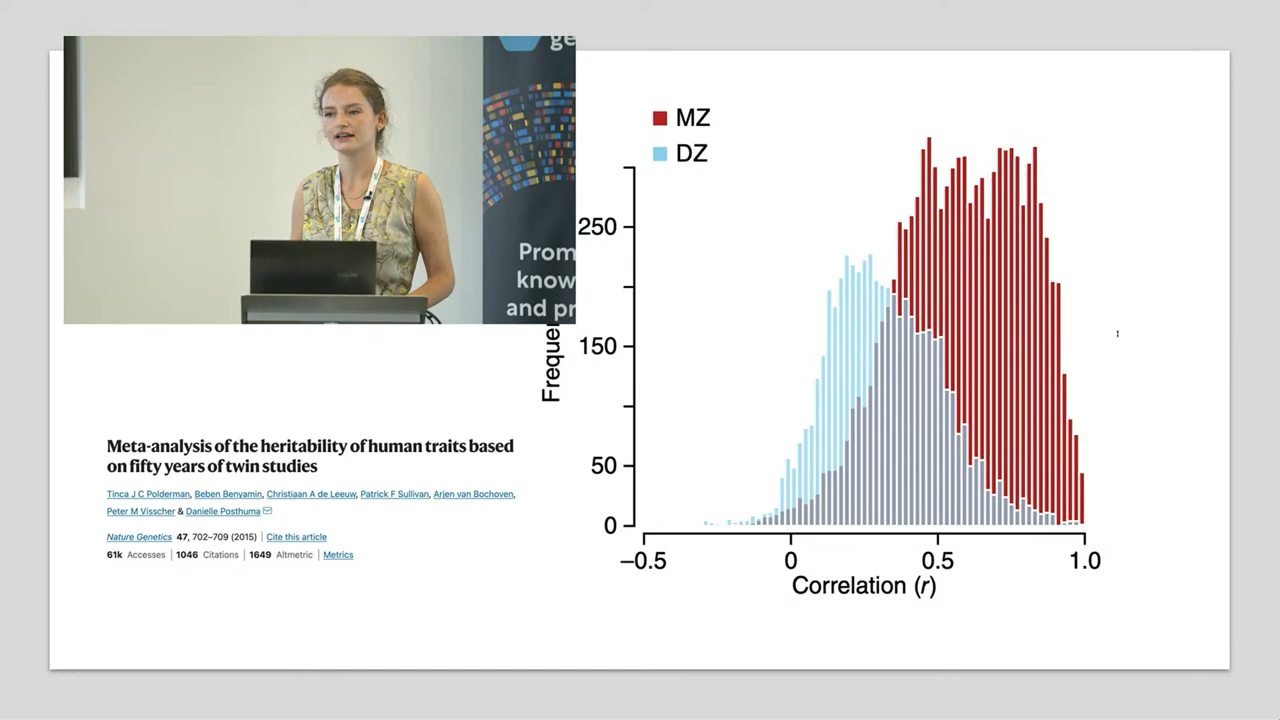 ge
Prom
know
and pr
MZ
DZ
250
150
50
0
Freque
−0.5
0
0.5
1.0
Correlation (r)
Meta-analysis of the heritability of human traits based
on fifty years of twin studies
Tinca J C Polderman, Beben Benyamin, Christiaan A de Leeuw, Patrick F Sullivan, Arjen van Bochoven,
Peter M Visscher & Danielle Posthuma
Nature Genetics 47, 702–709 (2015) | Cite this article
61k Accesses | 1046 Citations | 1649 Altmetric | Metrics